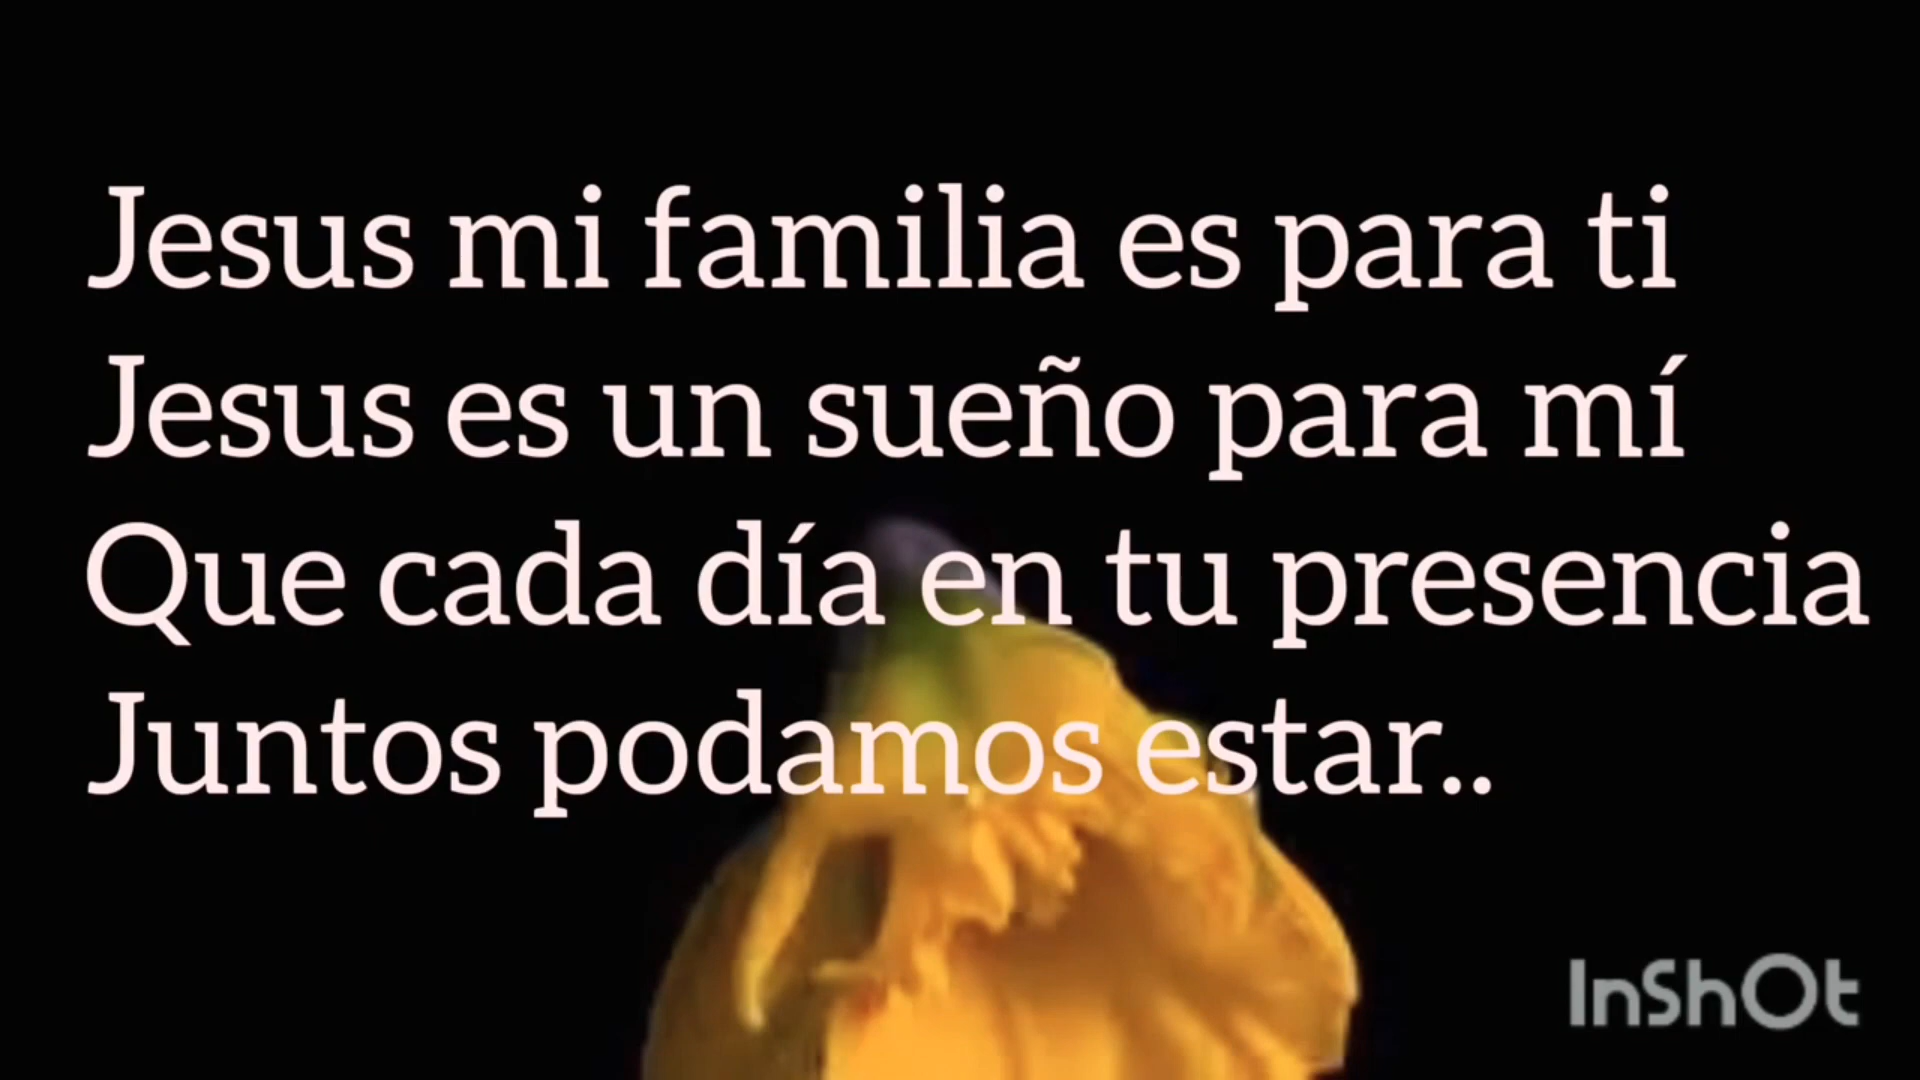 Jesus mi familia es para ti
Jesus es un sueño para mí
Que cada día en tu presencia
Juntos podamos estar..
InShOt